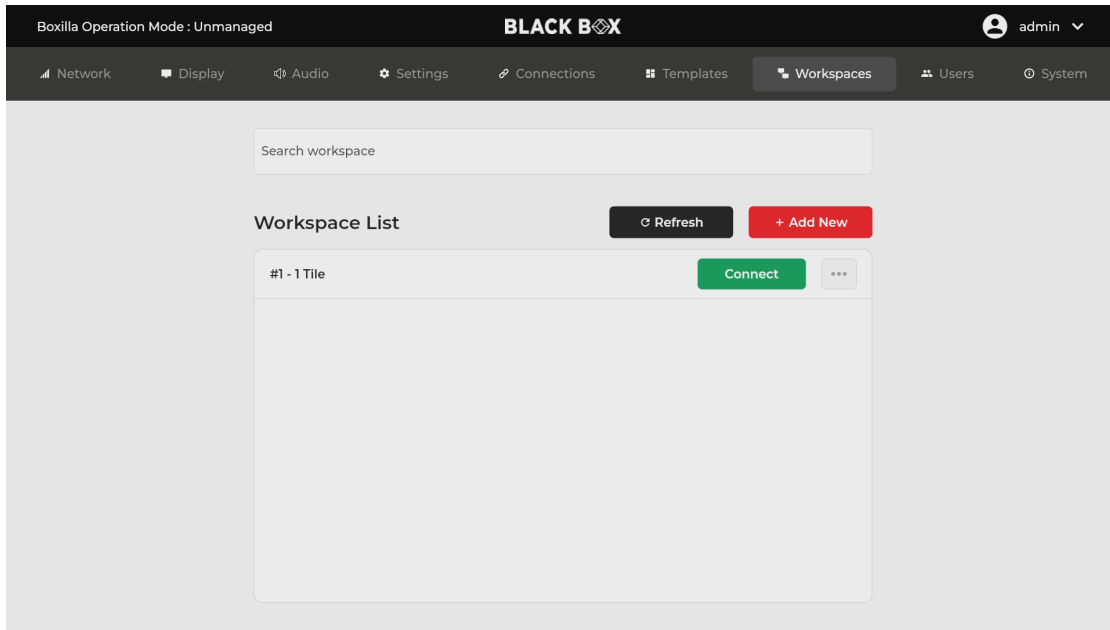 Boxilla Operation Mode : Unmanaged
BLACK BOX
admin
Network
Display
Audio
Settings
Connections
Templates
Workspaces
Users
System
Search workspace
Workspace List
Refresh
+ Add New
#1 - 1 Tile
Connect